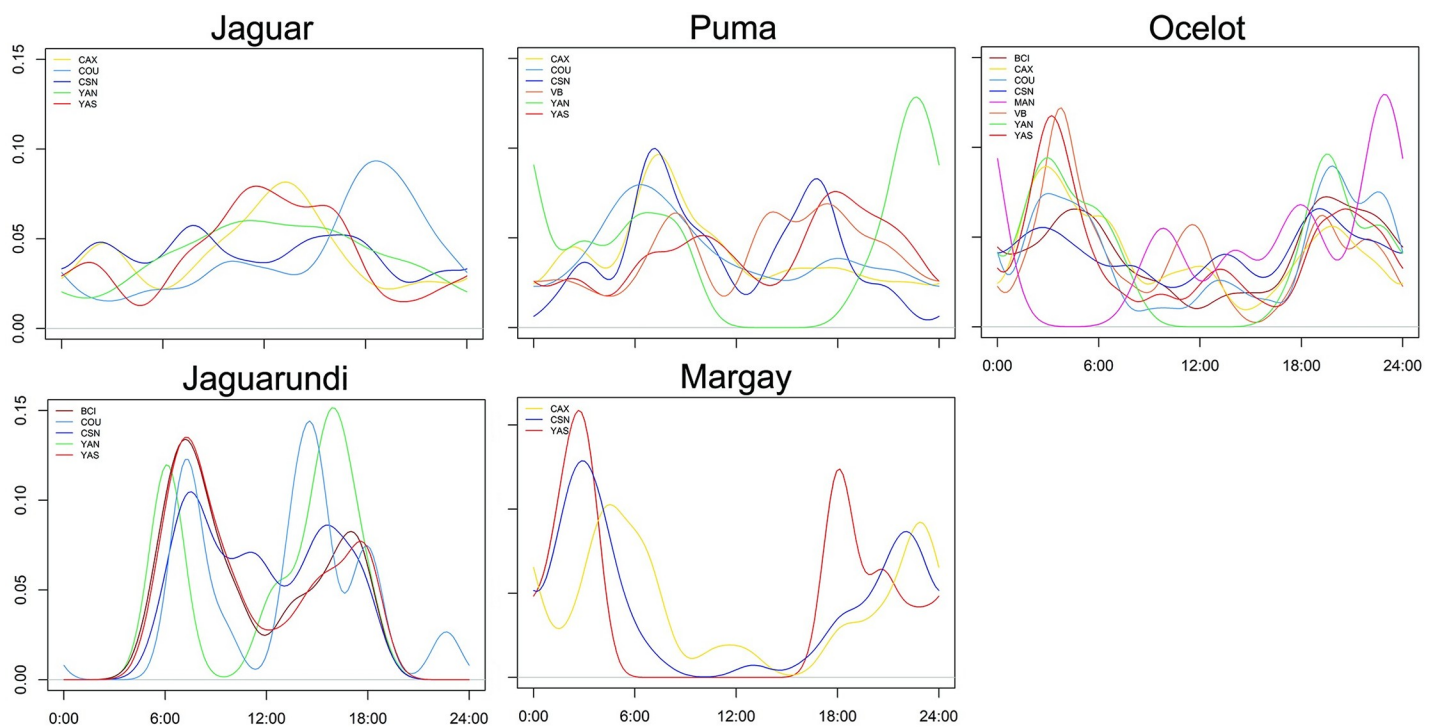 Jaguar
Puma
Ocelot
0.15
0.10
0.05
0.00
CAX
COU
CSN
YAN
YAS
CAX
COU
CSN
VB
YAN
YAS
BCI
CAX
COU
CSN
MAN
VB
YAN
YAS
0:00 6:00 12:00 18:00 24:00
Jaguarundi
Margay
0.15
0.10
0.05
0.00
BCI
COU
CSN
YAN
YAS
0:00 6:00 12:00 18:00 24:00
CAX
CSN
YAS
0:00 6:00 12:00 18:00 24:00